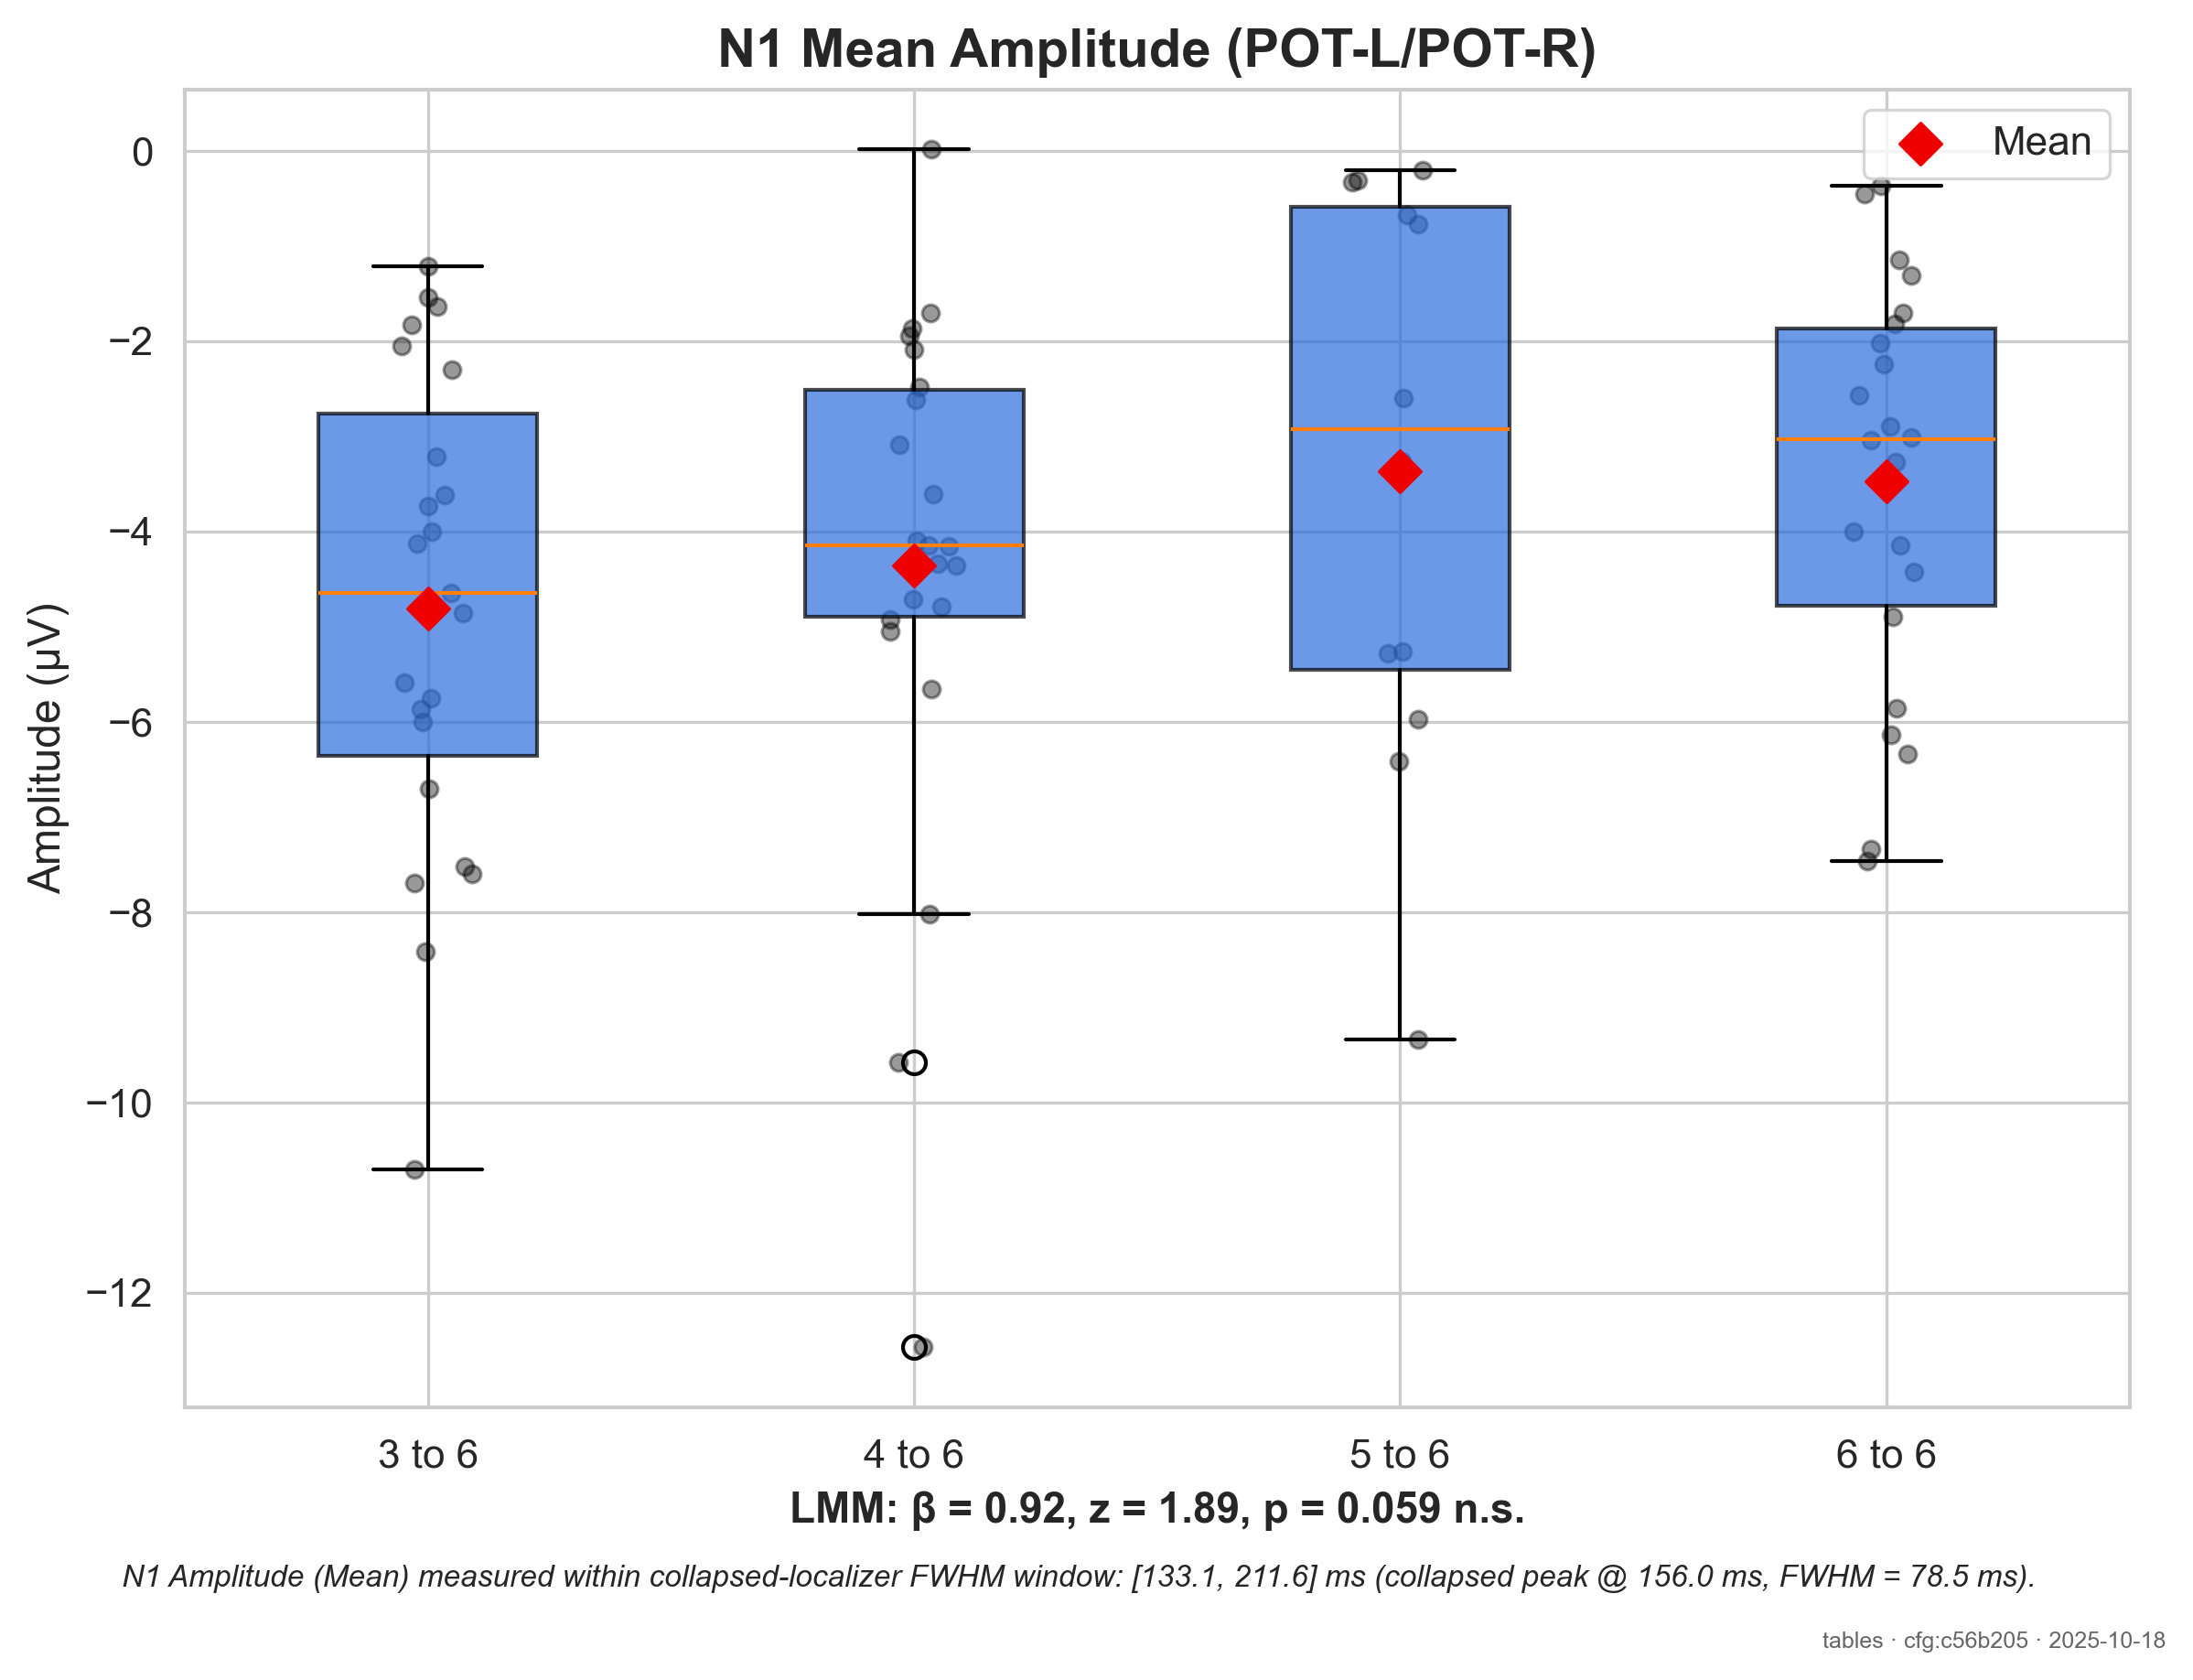 N1 Mean Amplitude (POT-L/POT-R)
Mean
Amplitude (µV)
0
−2
−4
−6
−8
−10
−12
3 to 6
4 to 6
5 to 6
6 to 6
LMM: β = 0.92, z = 1.89, p = 0.059 n.s.
N1 Amplitude (Mean) measured within collapsed-localizer FWHM window: [133.1, 211.6] ms (collapsed peak @ 156.0 ms, FWHM = 78.5 ms).
tables · cfg:c56b205 · 2025-10-18